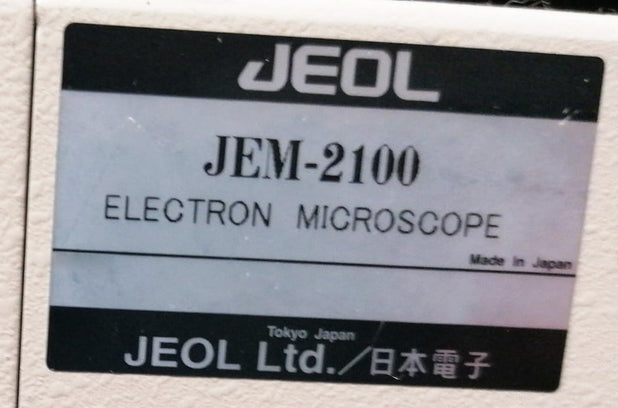 JEOL
JEM-2100
ELECTRON MICROSCOPE
Made in Japan
Tokyo Japan
JEOL Ltd./日本電子